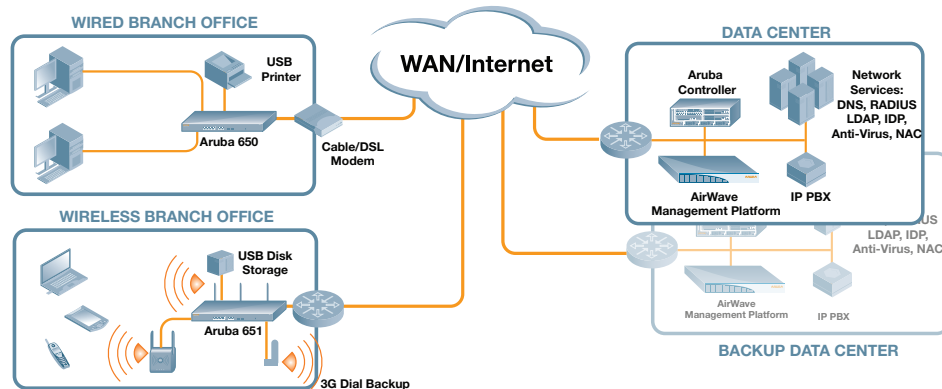 WIRED BRANCH OFFICE
USB
Printer
Aruba 650
Cable/DSL
Modem
WAN/Internet
DATA CENTER
Aruba
Controller
Network
Services:
DNS, RADIUS
LDAP, IDP,
Anti-Virus, NAC
AirWave
Management Platform
IP PBX
WIRELESS BRANCH OFFICE
USB Disk
Storage
Aruba 651
3G Dial Backup
LDAP, IDP,
Anti-Virus, NAC
AirWave
Management Platform
IP PBX
BACKUP DATA CENTER